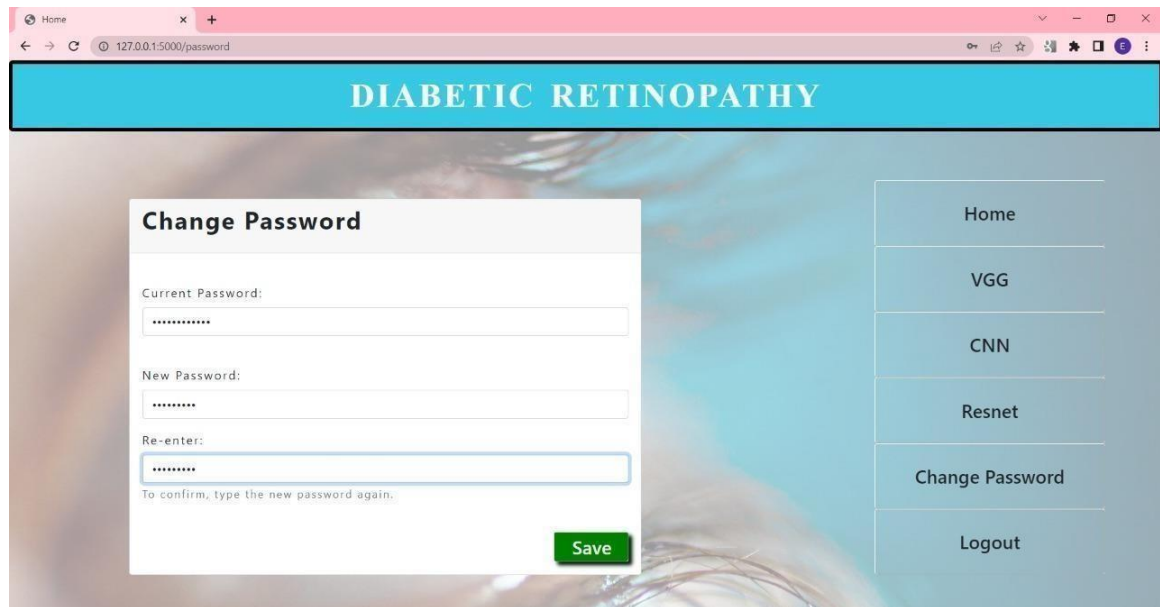 Home
127.0.0.1:5000/password
E
DIABETIC RETINOPATHY
Change Password
Current Password:
••••••••••••
New Password:
•••••••••
Re-enter:
•••••••••
To confirm, type the new password again.
Save
Home
VGG
CNN
Resnet
Change Password
Logout